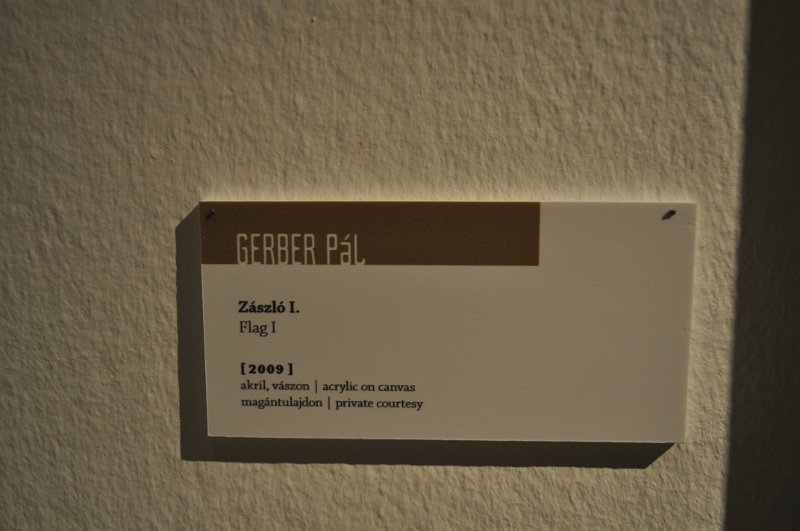 GERBER Pál
Zászló I.
Flag I
[2009]
akril, vászon | acrylic on canvas
magántulajdon | private courtesy